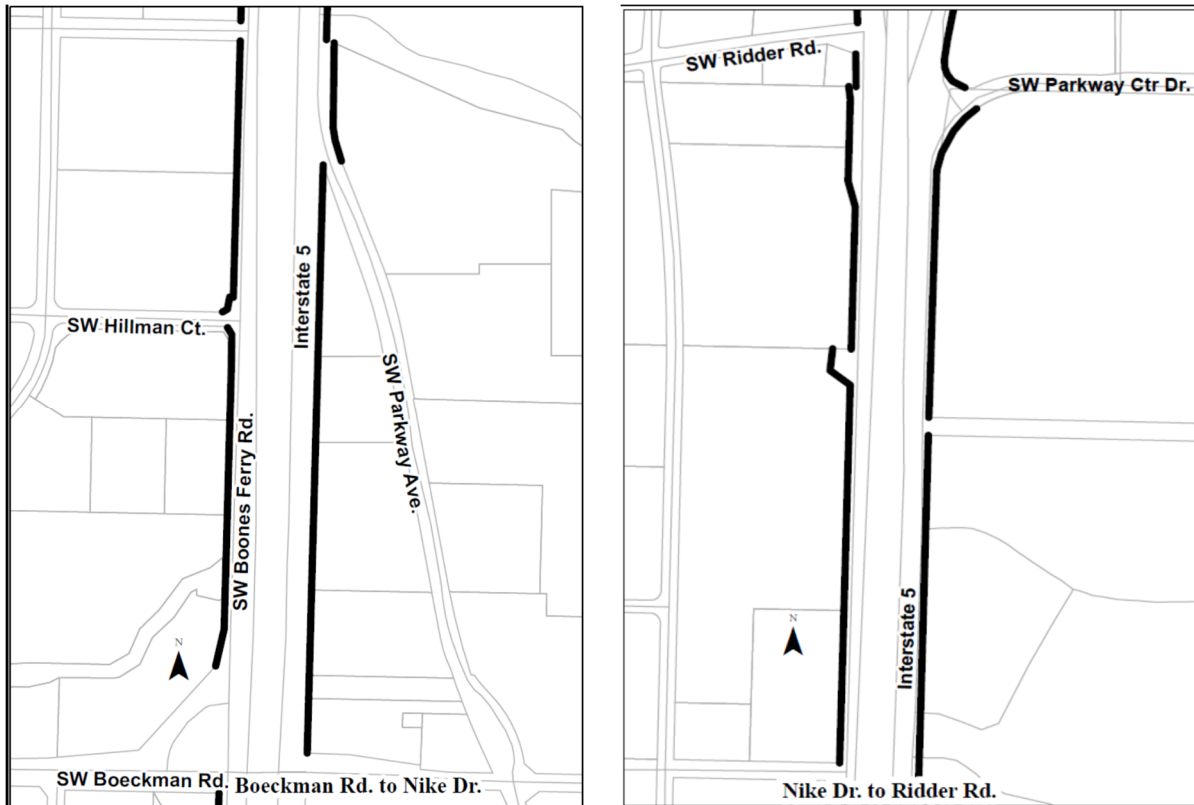 Interstate 5
SW Hillman Ct.
SW Parkway Ave.
SW Boones Ferry Rd.
N
SW Boeckman Rd.
Boeckman Rd. to Nike Dr.
SW Ridder Rd.
SW Parkway Ctr Dr.
Interstate 5
N
Nike Dr. to Ridder Rd.